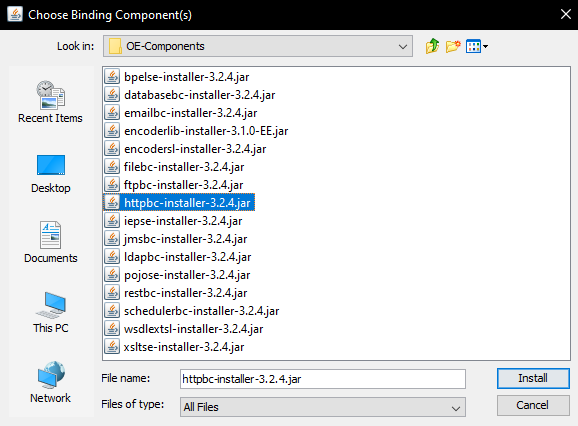 Choose Binding Component(s)
Look in: OE-Components
Recent Items
Desktop
Documents
This PC
Network
bpelse-installer-3.2.4.jar
databasebc-installer-3.2.4.jar
emailbc-installer-3.2.4.jar
encoderlib-installer-3.1.0-EE.jar
encodersl-installer-3.2.4.jar
filebc-installer-3.2.4.jar
ftpbc-installer-3.2.4.jar
httpbc-installer-3.2.4.jar
iepse-installer-3.2.4.jar
jmsbc-installer-3.2.4.jar
ldapbc-installer-3.2.4.jar
pojose-installer-3.2.4.jar
restbc-installer-3.2.4.jar
schedulerbc-installer-3.2.4.jar
wsdlextsl-installer-3.2.4.jar
xsltse-installer-3.2.4.jar
File name: httpbc-installer-3.2.4.jar Install
Files of type: All Files Cancel